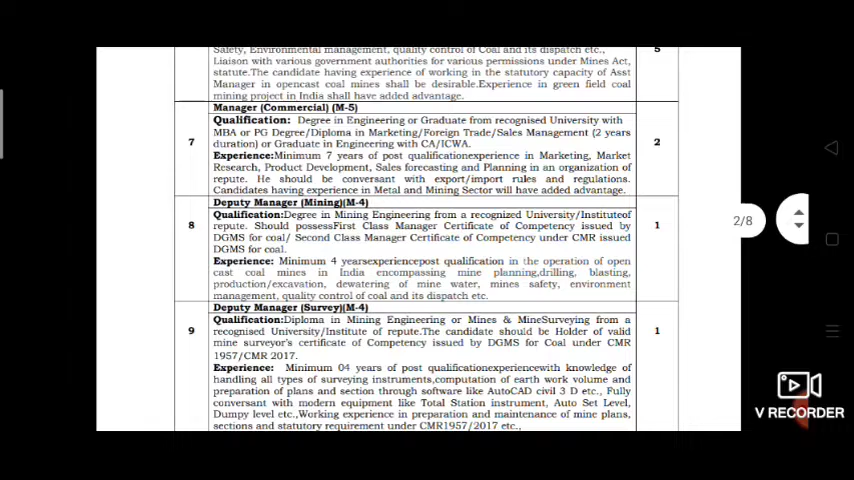 Safety, Environmental management, quality control of Coal and its dispatch etc.,
5
Liaison with various government authorities for various permissions under Mines Act,
statute.The candidate having experience of working in the statutory capacity of Asst
Manager in opencast coal mines shall be desirable.Experience in green field coal
mining project in India shall have added advantage.
Manager (Commercial) (M-5)
Qualification: Degree in Engineering or Graduate from recognised University with
MBA or PG Degree/Diploma in Marketing/Foreign Trade/Sales Management (2 years
7
duration) or Graduate in Engineering with CA/ICWA.
2
Experience:Minimum 7 years of post qualificationexperience in Marketing, Market
Research, Product Development, Sales forecasting and Planning in an organization of
repute. He should be conversant with export/import rules and regulations.
Candidates having experience in Metal and Mining Sector will have added advantage.
Deputy Manager (Mining)(M-4)
Qualification:Degree in Mining Engineering from a recognized University/Instituteof
8
repute. Should possessFirst Class Manager Certificate of Competency issued by
1
DGMS for coal/ Second Class Manager Certificate of Competency under CMR issued
DGMS for coal.
Experience: Minimum 4 yearsexperiencepost qualification in the operation of open
cast coal mines in India encompassing mine planning,drilling, blasting,
production/excavation, dewatering of mine water, mines safety, environment
management, quality control of coal and its dispatch etc.
Deputy Manager (Survey)(M-4)
Qualification:Diploma in Mining Engineering or Mines & MineSurveying from a
9
recognised University/Institute of repute.The candidate should be Holder of valid
1
mine surveyor's certificate of Competency issued by DGMS for Coal under CMR
1957/CMR 2017.
Experience: Minimum 04 years of post qualificationexperiencewith knowledge of
handling all types of surveying instruments,computation of earth work volume and
preparation of plans and section through software like AutoCAD civil 3 D etc., Fully
conversant with modern equipment like Total Station instrument, Auto Set Level,
Dumpy level etc.,Working experience in preparation and maintenance of mine plans,
sections and statutory requirement under CMR1957/2017 etc.,
2/8
V RECORDER